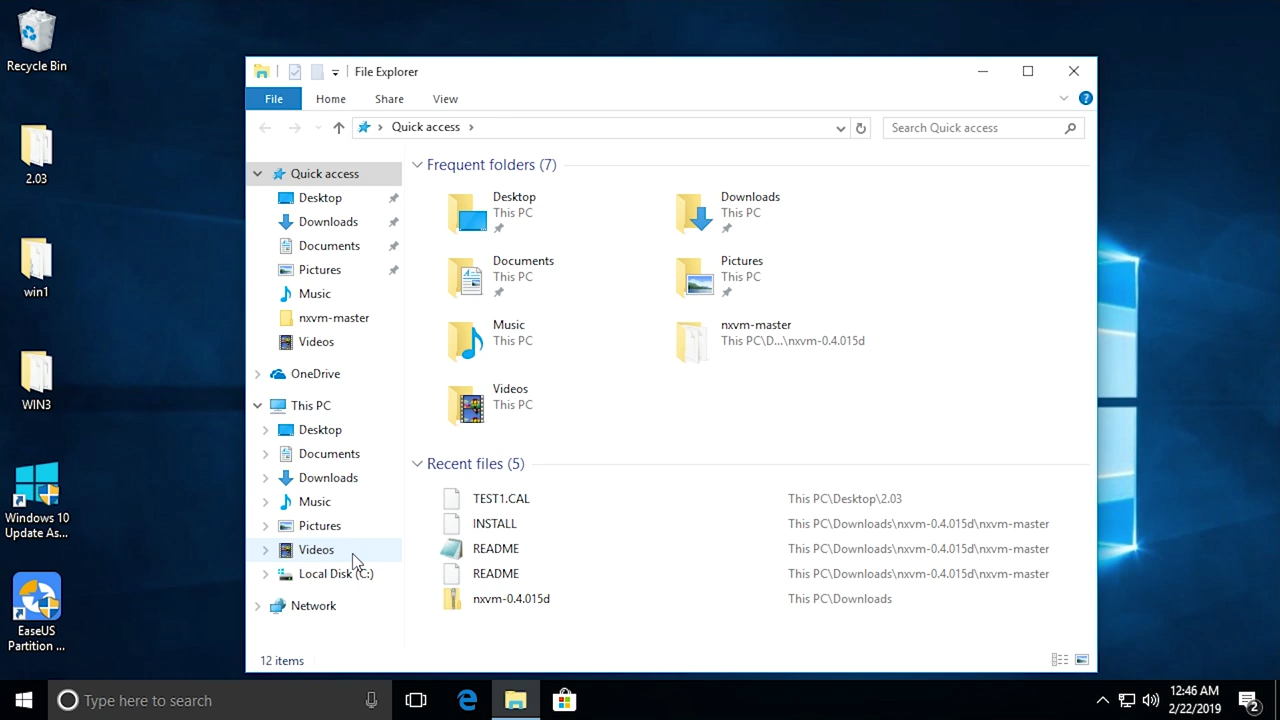 Recycle Bin
2.03
win1
WIN3
Windows 10
Update As...
EaseUS
Partition ...
File Explorer
File
Home
Share
View
Quick access
Search Quick access
Quick access
Desktop
Downloads
Documents
Pictures
Music
nxvm-master
Videos
OneDrive
This PC
Desktop
Documents
Downloads
Music
Pictures
Videos
Local Disk (C:)
Network
Frequent folders (7)
Desktop
This PC
Downloads
This PC
Documents
This PC
Pictures
This PC
Music
This PC
nxvm-master
This PC\D...\nxvm-0.4.015d
Videos
This PC
Recent files (5)
TEST1.CAL This PC\Desktop\2.03
INSTALL This PC\Downloads\nxvm-0.4.015d\nxvm-master
README This PC\Downloads\nxvm-0.4.015d\nxvm-master
README This PC\Downloads\nxvm-0.4.015d\nxvm-master
nxvm-0.4.015d This PC\Downloads
12 items
Type here to search
12:46 AM
2/22/2019
2